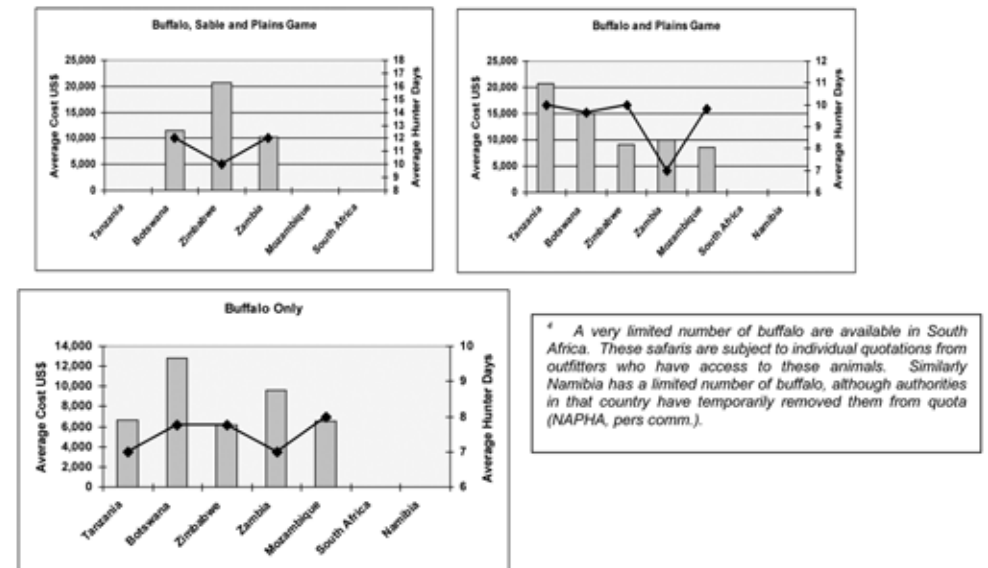 Buffalo, Sable and Plains Game
Average Cost US$
25,000
20,000
15,000
10,000
5,000
0
18
17
16
15
14
13
12
11
10
9
8
Average Hunter Days
Tanzania
Botswana
Zimbabwe
Zambia
Mozambique
South Africa
Buffalo and Plains Game
Average Cost US$
25,000
20,000
15,000
10,000
5,000
0
12
11
10
9
8
7
6
Average Hunter Days
Tanzania
Botswana
Zimbabwe
Zambia
Mozambique
South Africa
Namibia
Buffalo Only
Average Cost US$
14,000
12,000
10,000
8,000
6,000
4,000
2,000
0
10
9
8
7
6
Average Hunter Days
Tanzania
Botswana
Zimbabwe
Zambia
Mozambique
South Africa
Namibia
4 A very limited number of buffalo are available in South
Africa. These safaris are subject to individual quotations from
outfitters who have access to these animals. Similarly
Namibia has a limited number of buffalo, although authorities
in that country have temporarily removed them from quota
(NAPHA, pers comm.).